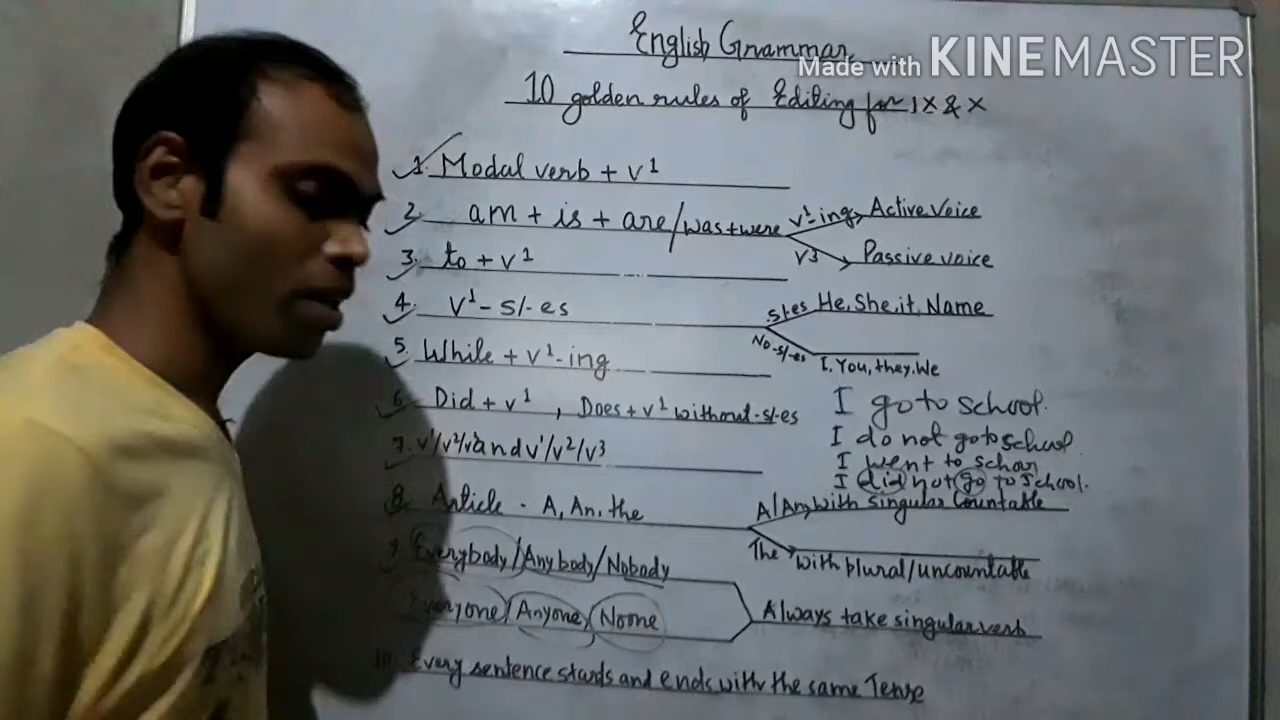 English Grammar
Made with KINEMASTER
10 golden rules of Editing for IX & X
1. Modal verb + V1
2. am + is + are/was+were V1-ing Active Voice
V3 Passive voice
3. to + V1
4. V1 - s/-es s/es He, She, it, Name
No-s/-es I, You, they, We
5. While + V1-ing
6. Did + V1, Does + V1 without-s/-es
I go to school.
I do not go to school.
7. V1/V2/V3 and V1/V2/V3
I went to
I did not go to school.
8. Article - A, An, the A/An, with singular Countable
The with plural/uncountable
9. Everybody/Anybody/Nobody
Everyone/Anyone/Noone Always take singular verb
10. Every sentence starts and ends with the same Tense